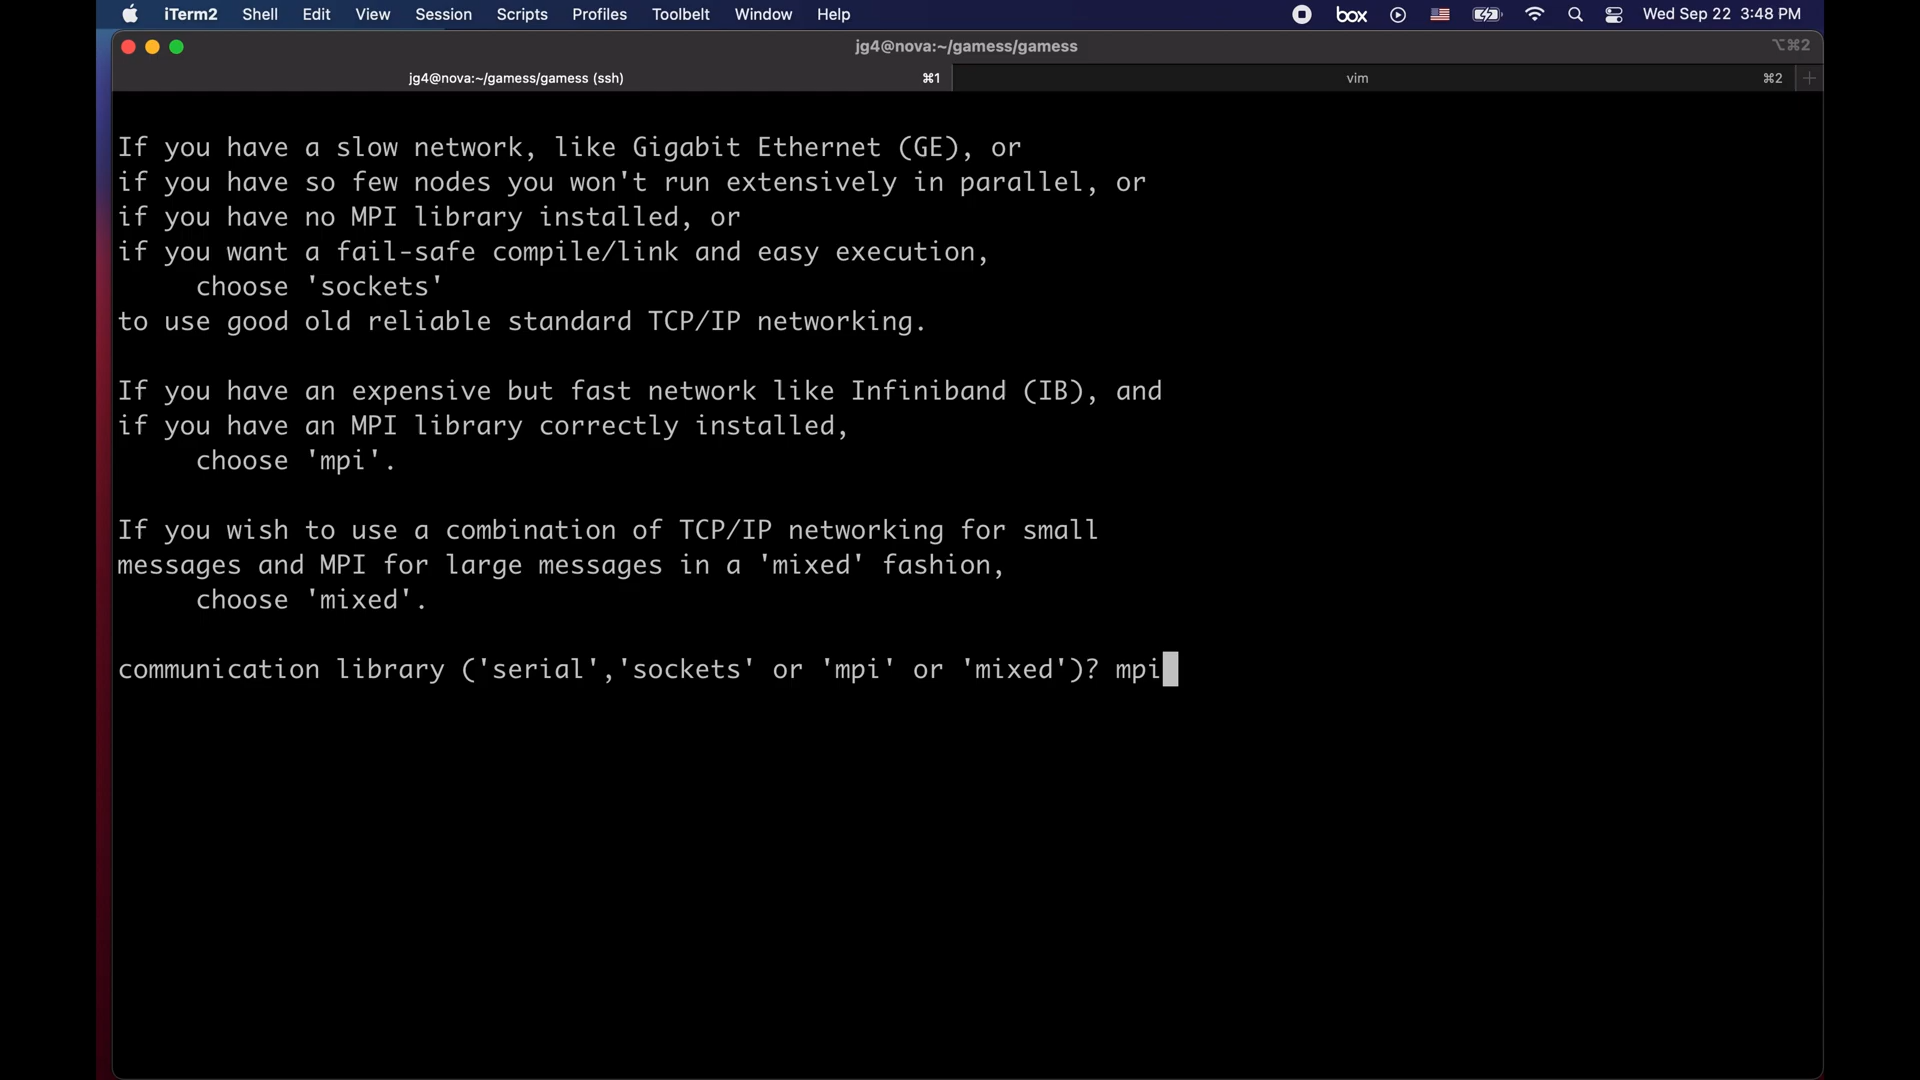 iTerm2 Shell Edit View Session Scripts Profiles Toolbelt Window Help box Wed Sep 22 3:48 PM
jg4@nova:~/gamess/gamess ⌥⌘2
jg4@nova:~/gamess/gamess (ssh) ⌘1 vim ⌘2 +
If you have a slow network, like Gigabit Ethernet (GE), or
if you have so few nodes you won't run extensively in parallel, or
if you have no MPI library installed, or
if you want a fail-safe compile/link and easy execution,
choose 'sockets'
to use good old reliable standard TCP/IP networking.
If you have an expensive but fast network like Infiniband (IB), and
if you have an MPI library correctly installed,
choose 'mpi'.
If you wish to use a combination of TCP/IP networking for small
messages and MPI for large messages in a 'mixed' fashion,
choose 'mixed'.
communication library ('serial','sockets' or 'mpi' or 'mixed')? mpi